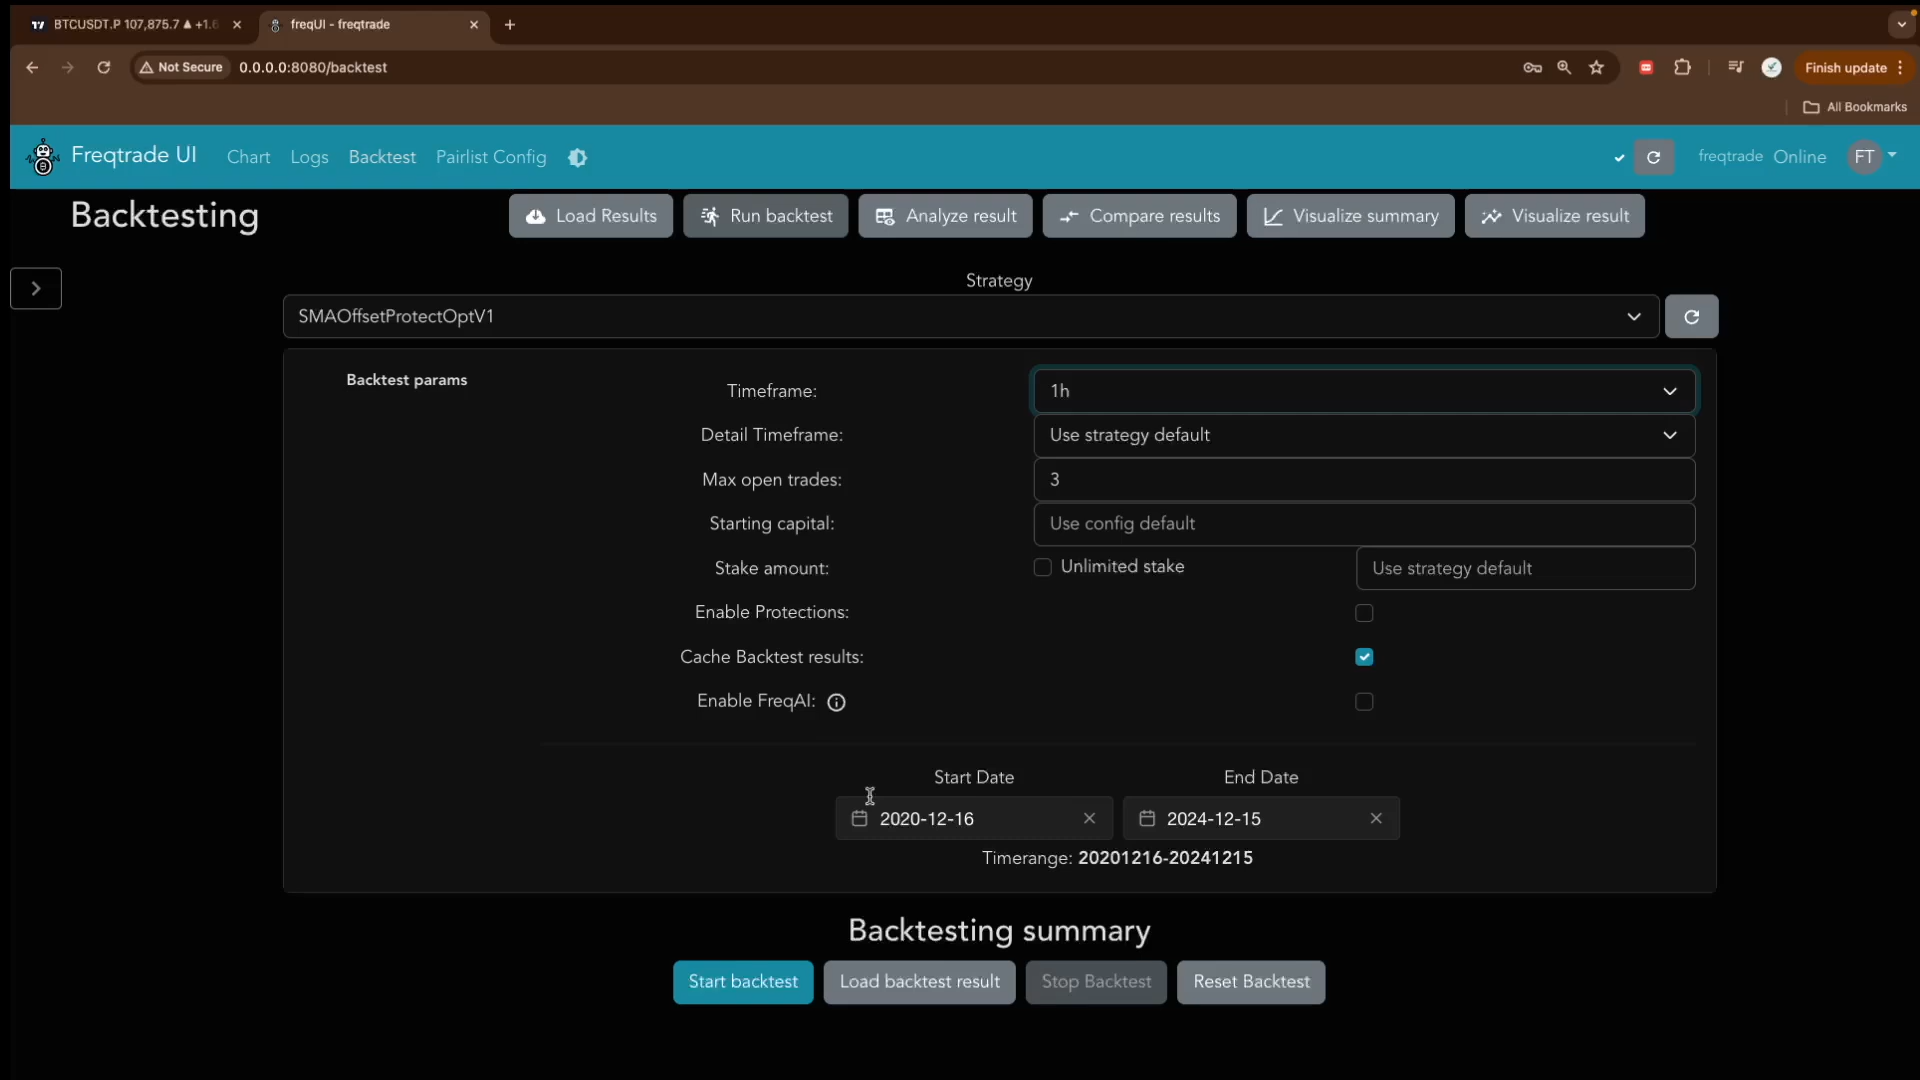 BTCUSDT.P 107,875.7 ▲ +1.6
freqUI - freqtrade
Not Secure 0.0.0.0:8080/backtest
Finish update
All Bookmarks
Freqtrade UI Chart Logs Backtest Pairlist Config freqtrade Online FT
Backtesting
Load Results Run backtest Analyze result Compare results Visualize summary Visualize result
Strategy
SMAOffsetProtectOptV1
Backtest params
Timeframe: 1h
Detail Timeframe: Use strategy default
Max open trades: 3
Starting capital: Use config default
Stake amount: Unlimited stake Use strategy default
Enable Protections:
Cache Backtest results:
Enable FreqAI:
Start Date End Date
2020-12-16 2024-12-15
Timerange: 20201216-20241215
Backtesting summary
Start backtest Load backtest result Stop Backtest Reset Backtest